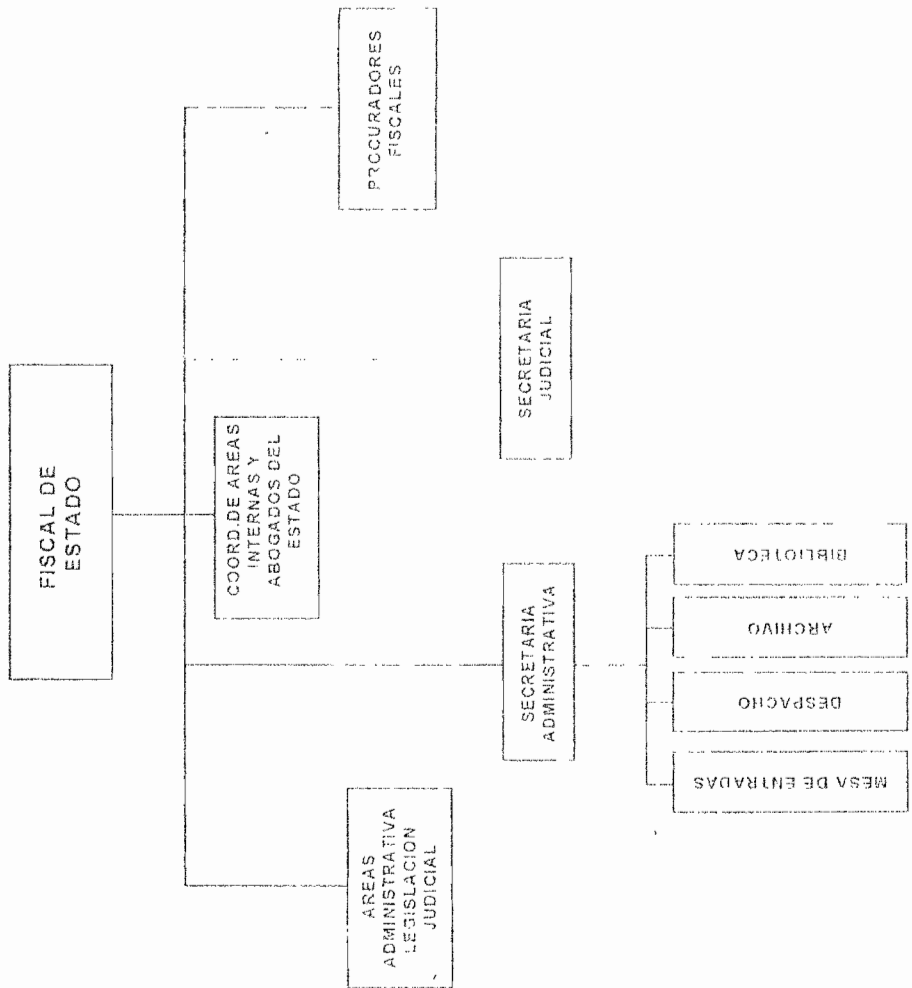 FISCAL DE
ESTADO
COORD.DE AREAS
INTERNAS Y
ABOGADOS DEL
ESTADO
AREAS
ADMINISTRATIVA
LEGISLACION
JUDICIAL
PROCURADORES
FISCALES
SECRETARIA
ADMINISTRATIVA
SECRETARIA
JUDICIAL
MESA DE ENTRADAS
DESPACHO
ARCHIVO
BIBLIOTECA